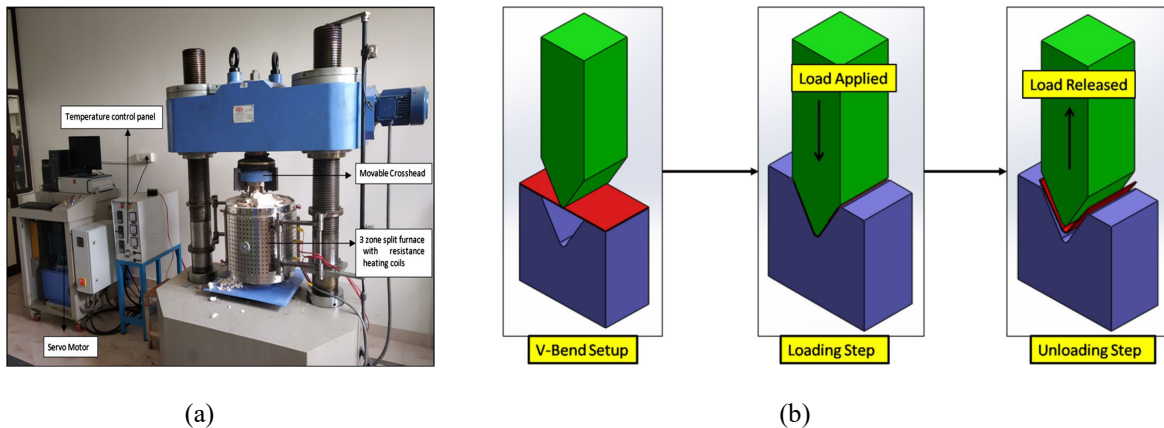 Temperature control panel
Movable Crosshead
3 zone split furnace
with resistance
heating coils
Servo Motor
Load Applied
Load Released
V-Bend Setup
Loading Step
Unloading Step
(a)
(b)